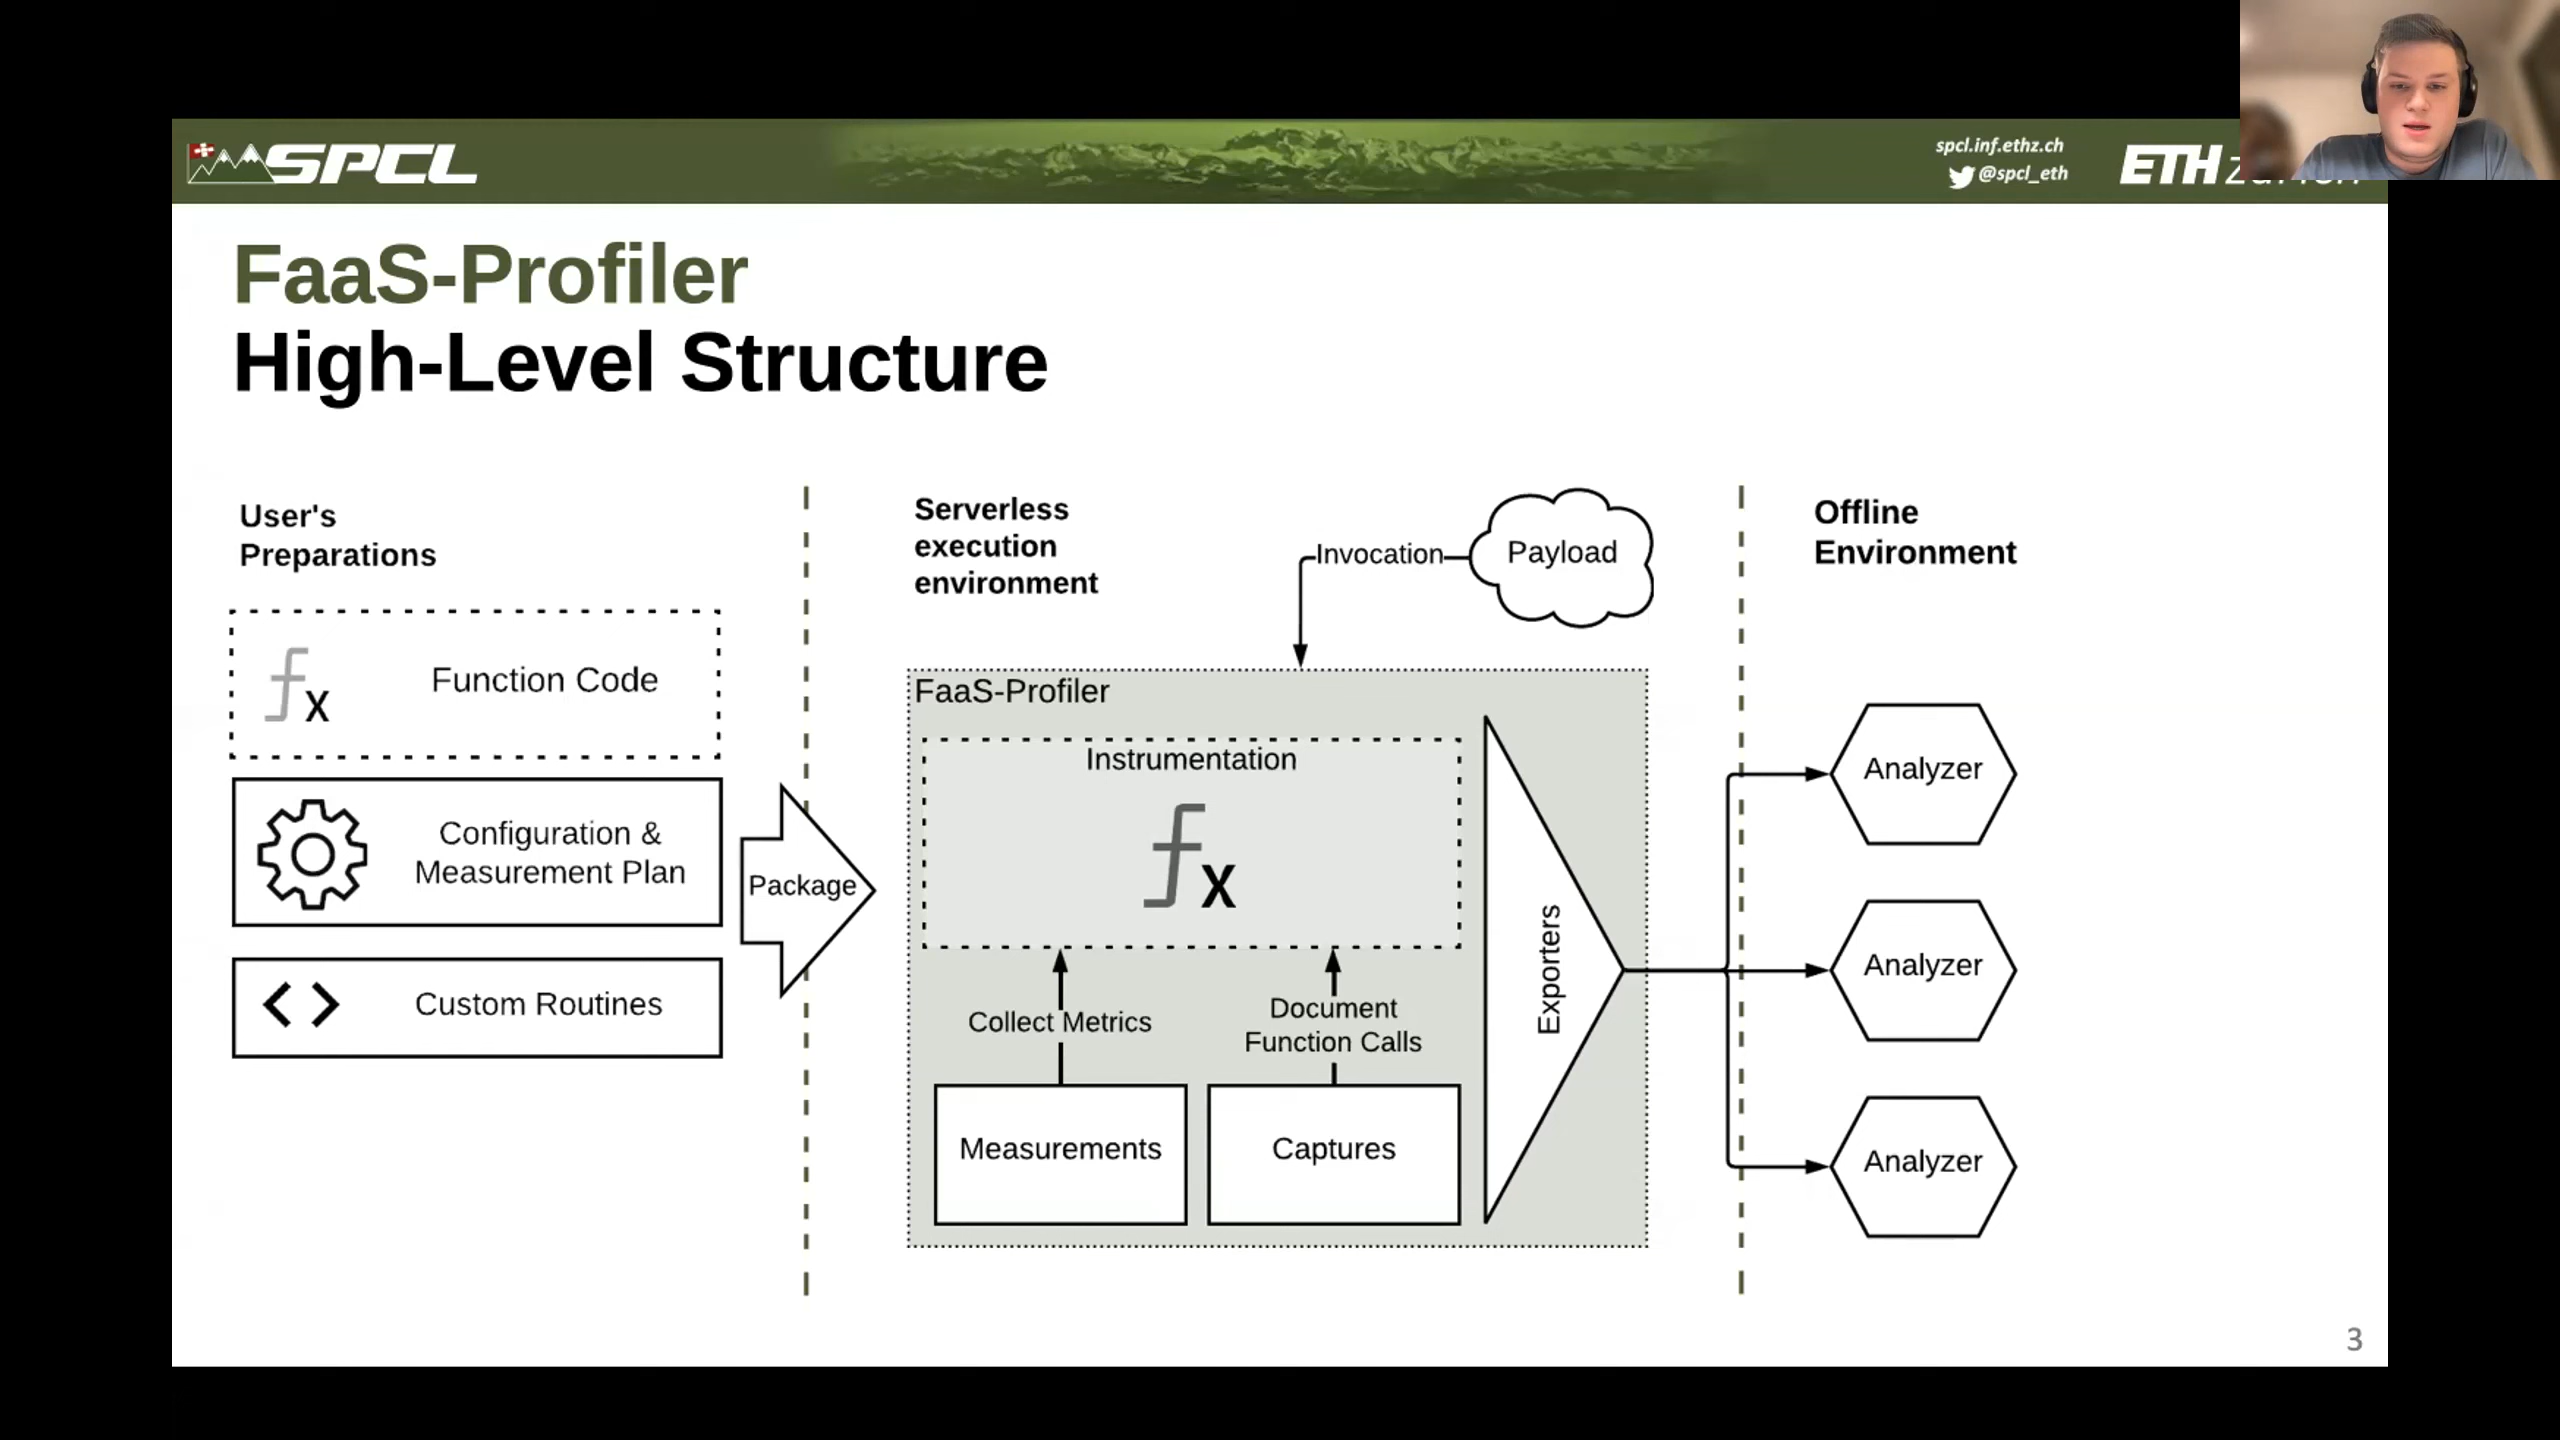 SPCL
spcl.inf.ethz.ch
@spcl_eth
ETH
FaaS-Profiler
High-Level Structure
User's
Preparations
fx
Function Code
Configuration &
Measurement Plan
Custom Routines
Package
Serverless
execution
environment
Invocation
Payload
FaaS-Profiler
Instrumentation
fx
Collect Metrics
Document
Function Calls
Measurements
Captures
Exporters
Offline
Environment
Analyzer
Analyzer
Analyzer
3